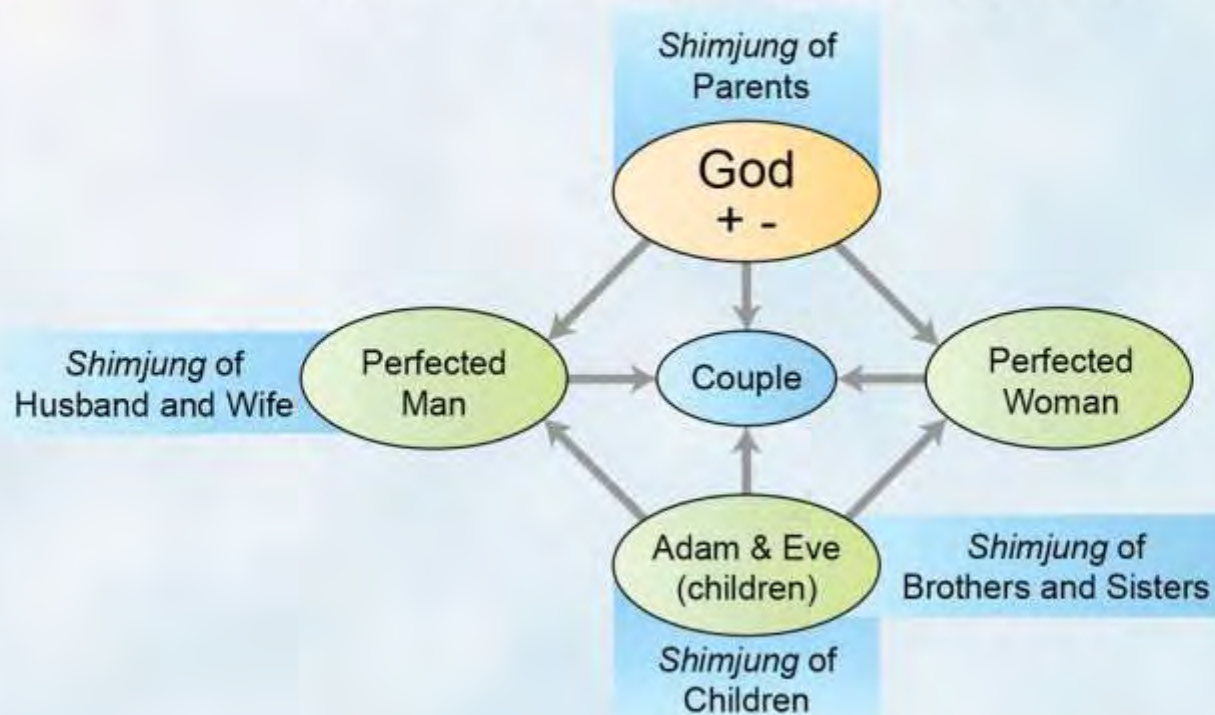 Shimjung of
Parents
God
+ -
Shimjung of
Husband and Wife
Perfected
Man
Couple
Perfected
Woman
Adam & Eve
(children)
Shimjung of
Brothers and Sisters
Shimjung of
Children